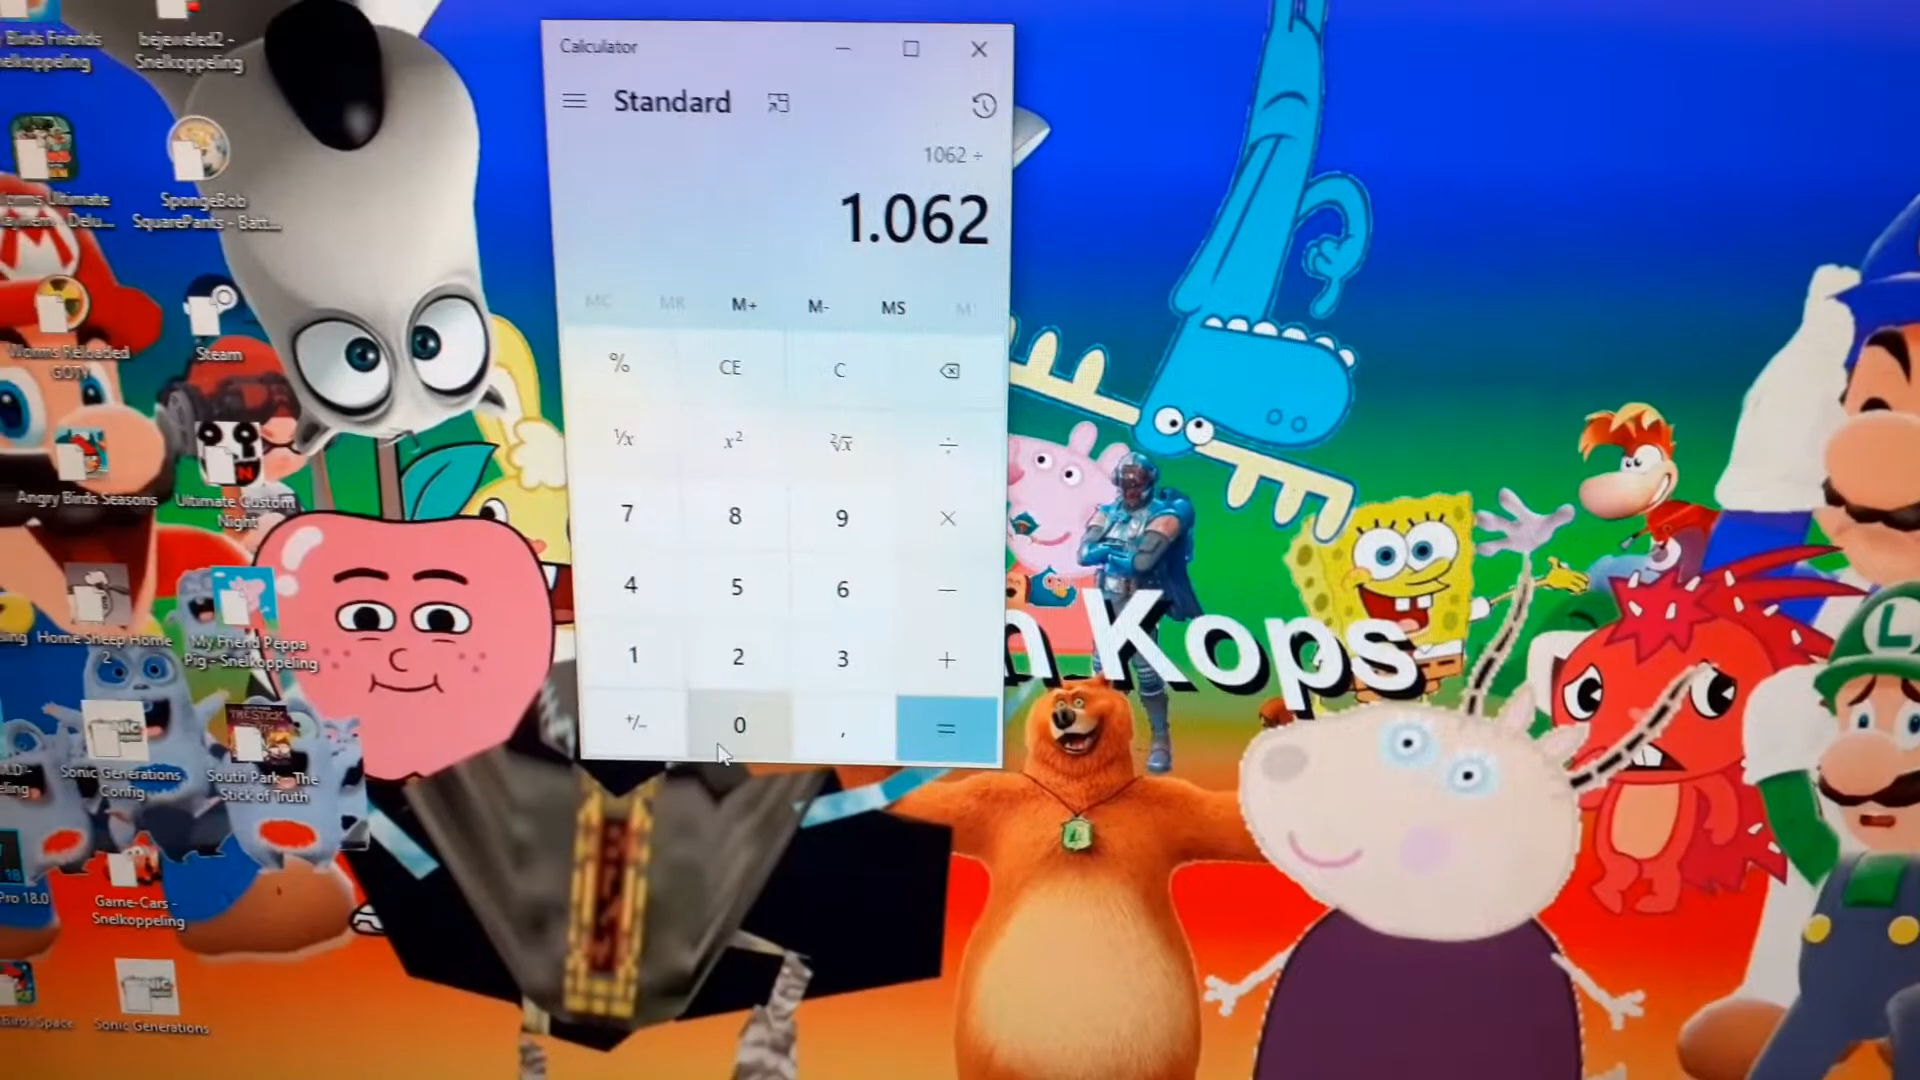 Birds Friends
elkoppeling
bejeweled2 -
Snelkoppeling
Calculator
Standard
1062 ÷
1.062
MC MR M+ M- MS M
% CE C
¹/x x² ²√x ÷
7 8 9 ×
4 5 6 −
1 2 3 +
+/− 0 , =
Ultimate
Delu...
SpongeBob
SquarePants - Batt...
Worms Reloaded
GOTY
Steam
Angry Birds Seasons
Ultimate Custom
Night
Home Sheep Home
2
My Friend Peppa
Pig - Snelkoppeling
n Kops
L
Sonic Generations
Config
South Park - The
Stick of Truth
Pro 18.0
Game-Cars -
Snelkoppeling
Birds Space
Sonic Generations